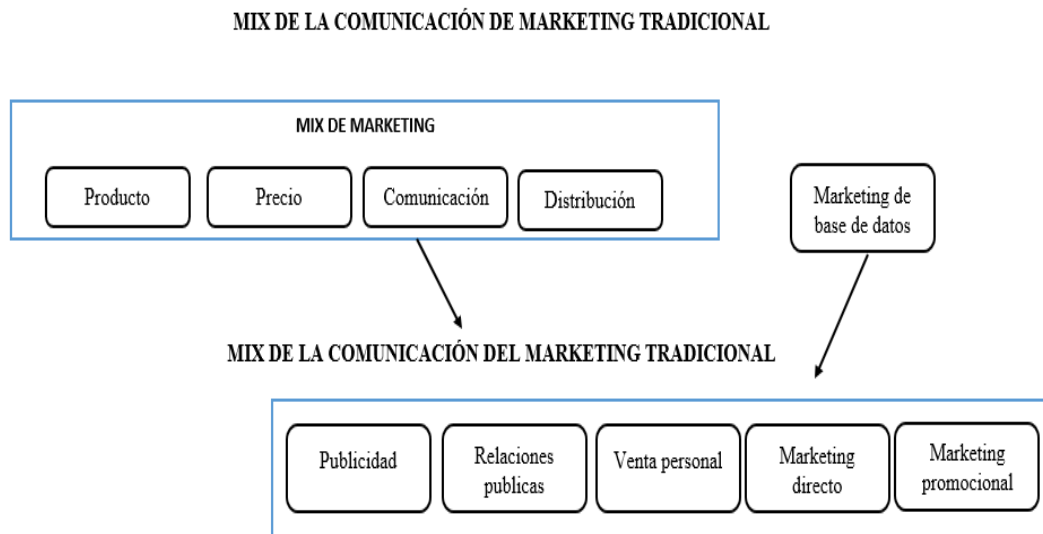 MIX DE LA COMUNICACIÓN DE MARKETING TRADICIONAL
MIX DE MARKETING
Producto
Precio
Comunicación
Distribución
Marketing de
base de datos
MIX DE LA COMUNICACIÓN DEL MARKETING TRADICIONAL
Publicidad
Relaciones
publicas
Venta personal
Marketing
directo
Marketing
promocional